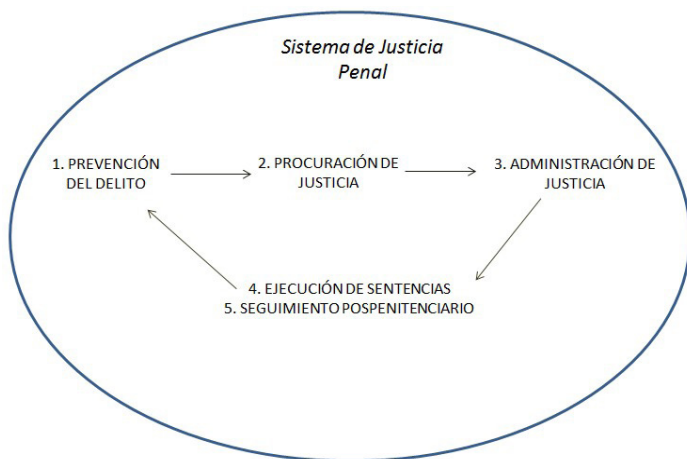 Sistema de Justicia
Penal
1. PREVENCIÓN
DEL DELITO
2. PROCURACIÓN DE
JUSTICIA
3. ADMINISTRACIÓN DE
JUSTICIA
4. EJECUCIÓN DE SENTENCIAS
5. SEGUIMIENTO POSPENITENCIARIO